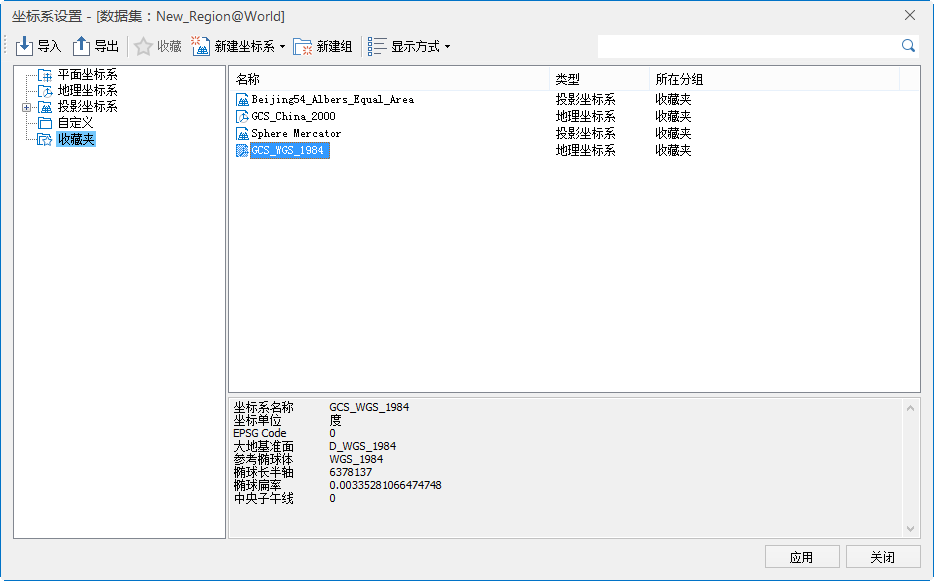 坐标系设置 - [数据集：New_Region@World]
导入 导出 收藏 新建坐标系 新建组 显示方式
平面坐标系
地理坐标系
投影坐标系
自定义
收藏夹
名称 类型 所在分组
Beijing54_Albers_Equal_Area 投影坐标系 收藏夹
GCS_China_2000 地理坐标系 收藏夹
Sphere Mercator 投影坐标系 收藏夹
GCS_WGS_1984 地理坐标系 收藏夹
坐标系名称 GCS_WGS_1984
坐标单位 度
EPSG Code 0
大地基准面 D_WGS_1984
参考椭球体 WGS_1984
椭球长半轴 6378137
椭球扁率 0.00335281066474748
中央子午线 0
应用 关闭